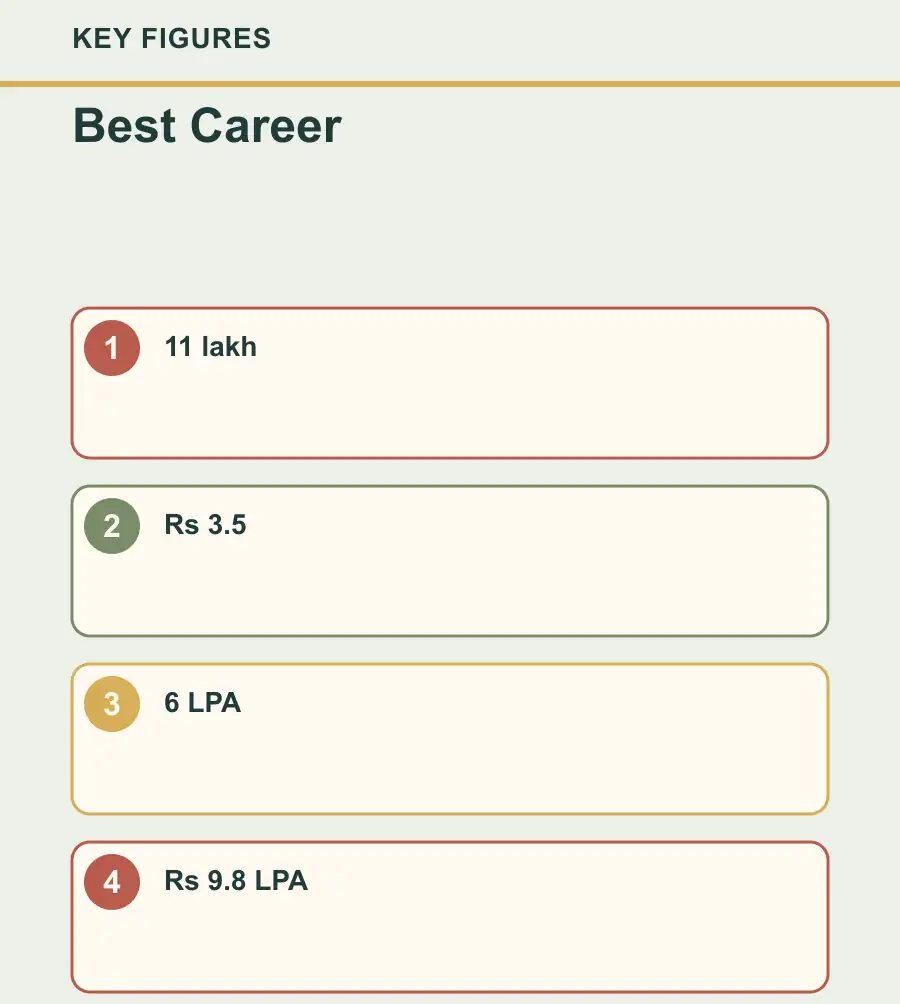 KEY FIGURES
Best Career
1 11 lakh
2 Rs 3.5
3 6 LPA
4 Rs 9.8 LPA